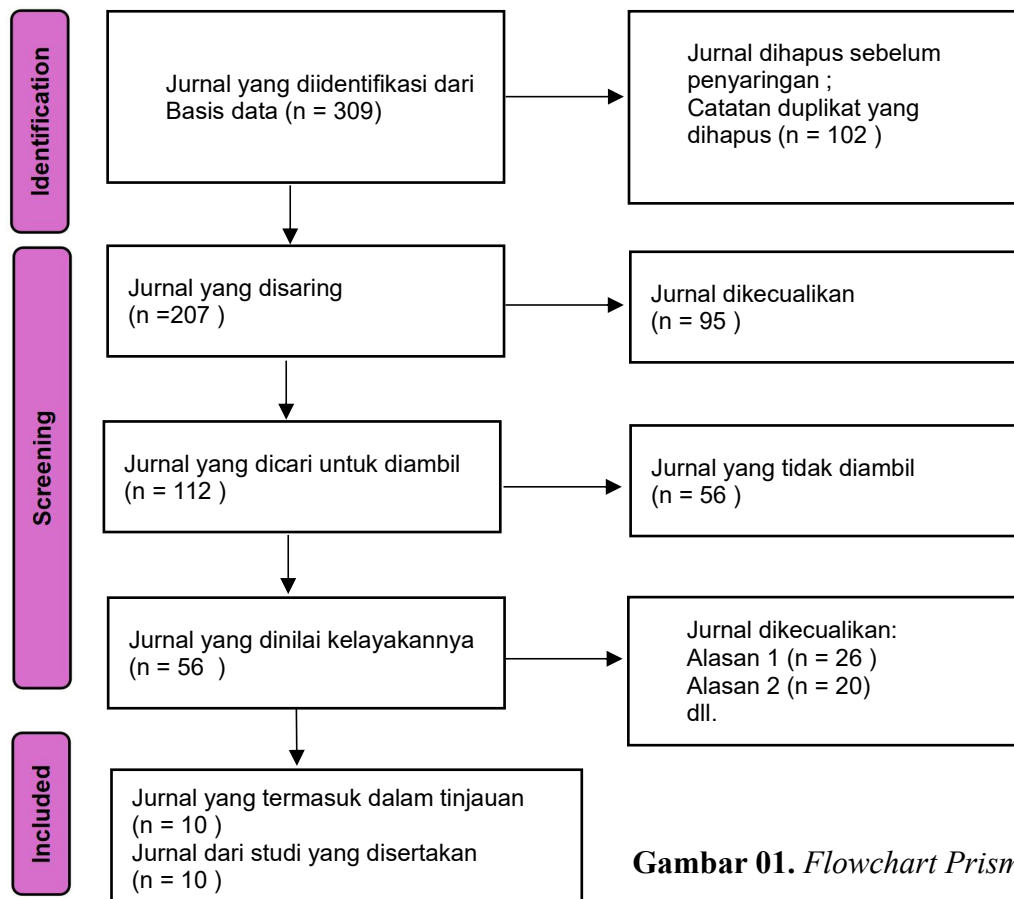 Identification
Jurnal yang diidentifikasi dari
Basis data (n = 309)
Jurnal dihapus sebelum
penyaringan ;
Catatan duplikat yang
dihapus (n = 102 )
Screening
Jurnal yang disaring
(n =207 )
Jurnal dikecualikan
(n = 95 )
Jurnal yang dicari untuk diambil
(n = 112 )
Jurnal yang tidak diambil
(n = 56 )
Jurnal yang dinilai kelayakannya
(n = 56  )
Jurnal dikecualikan:
Alasan 1 (n = 26 )
Alasan 2 (n = 20)
dll.
Included
Jurnal yang termasuk dalam tinjauan
(n = 10 )
Jurnal dari studi yang disertakan
(n = 10 )
Gambar 01. Flowchart Prism